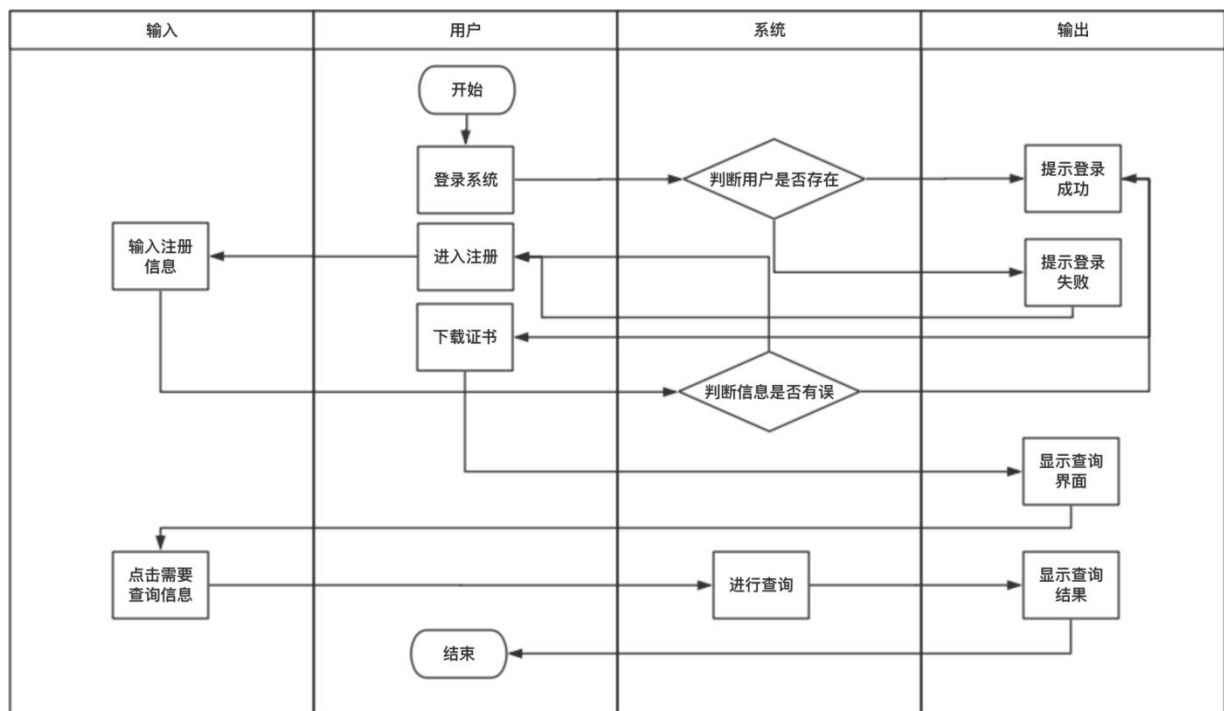 输入
用户
系统
输出
开始
登录系统
判断用户是否存在
提示登录
成功
输入注册
信息
进入注册
提示登录
失败
下载证书
判断信息是否有误
显示查询
界面
点击需要
查询信息
进行查询
显示查询
结果
结束